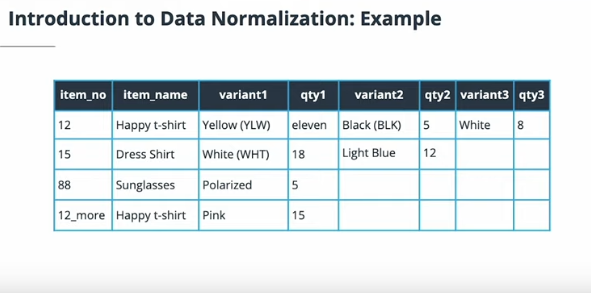 Introduction to Data Normalization: Example
item_no item_name variant1 qty1 variant2 qty2 variant3 qty3
12 Happy t-shirt Yellow (YLW) eleven Black (BLK) 5 White 8
15 Dress Shirt White (WHT) 18 Light Blue 12
88 Sunglasses Polarized 5
12_more Happy t-shirt Pink 15